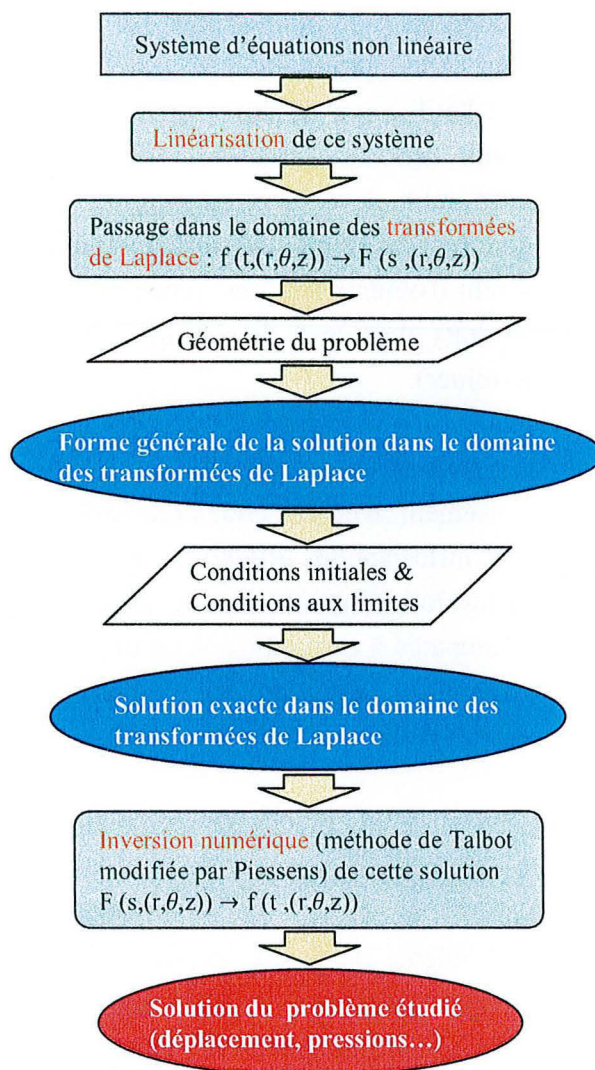 Système d'équations non linéaire
Linéarisation de ce système
Passage dans le domaine des transformées
de Laplace : f (t,(r,θ,z)) → F (s ,(r,θ,z))
Géométrie du problème
Forme générale de la solution dans le domaine
des transformées de Laplace
Conditions initiales &
Conditions aux limites
Solution exacte dans le domaine des
transformées de Laplace
Inversion numérique (méthode de Talbot
modifiée par Piessens) de cette solution
F (s,(r,θ,z)) → f (t ,(r,θ,z))
Solution du problème étudié
(déplacement, pressions…)